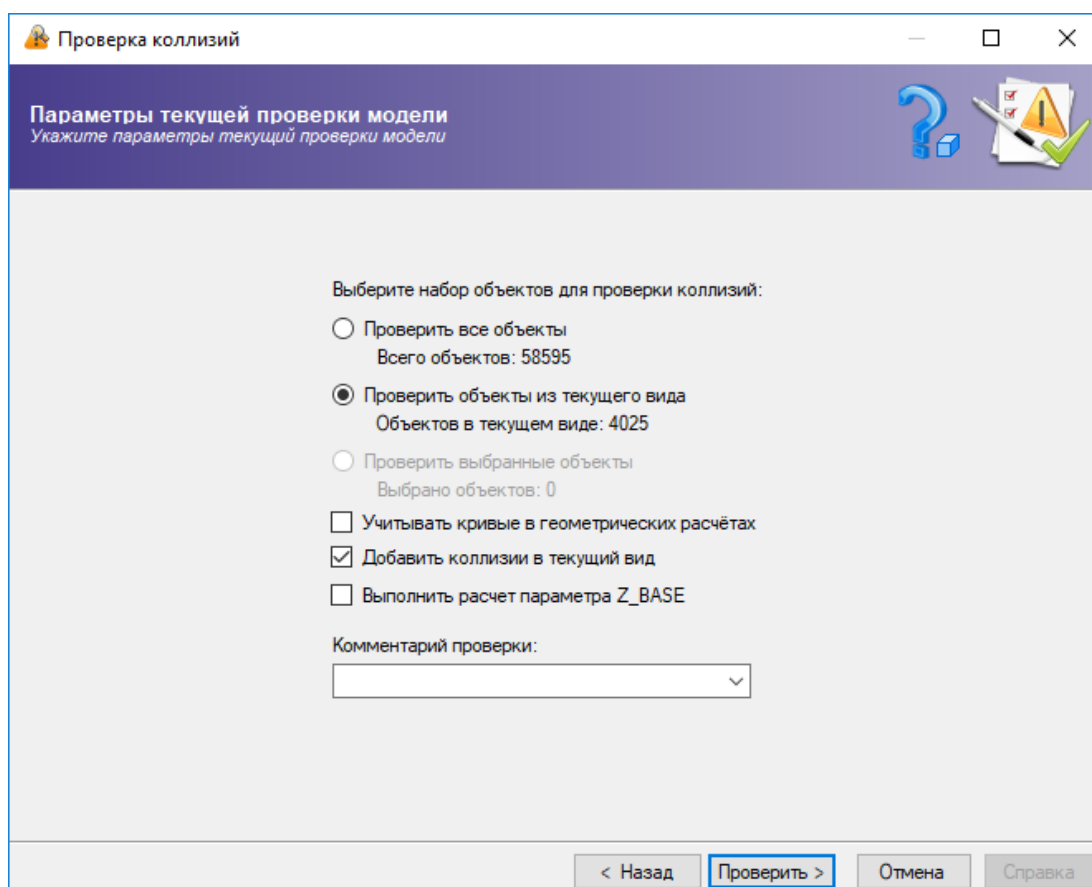 Проверка коллизий
Параметры текущей проверки модели
Укажите параметры текущий проверки модели
Выберите набор объектов для проверки коллизий:
Проверить все объекты
Всего объектов: 58595
Проверить объекты из текущего вида
Объектов в текущем виде: 4025
Проверить выбранные объекты
Выбрано объектов: 0
Учитывать кривые в геометрических расчётах
Добавить коллизии в текущий вид
Выполнить расчет параметра Z_BASE
Комментарий проверки:
< Назад Проверить > Отмена Справка